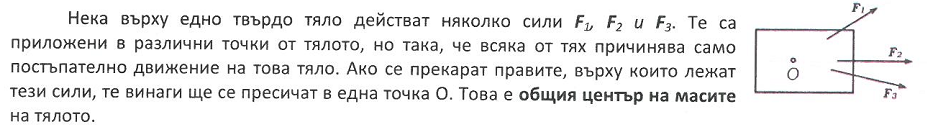 Нека върху едно твърдо тяло действат няколко сили F1, F2 и F3. Те са
приложени в различни точки от тялото, но така, че всяка от тях причинява само
постъпателно движение на това тяло. Ако се прекарат правите, върху които лежат
тези сили, те винаги ще се пресичат в една точка О. Това е общия център на масите
на тялото.
F1
F2
O
F3